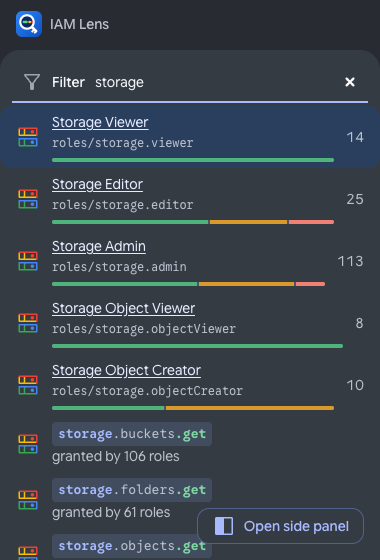 IAM Lens
Filter storage
Storage Viewer
roles/storage.viewer
14
Storage Editor
roles/storage.editor
25
Storage Admin
roles/storage.admin
113
Storage Object Viewer
roles/storage.objectViewer
8
Storage Object Creator
roles/storage.objectCreator
10
storage.buckets.get
granted by 106 roles
storage.folders.get
granted by 61 roles
storage.objects.get
Open side panel